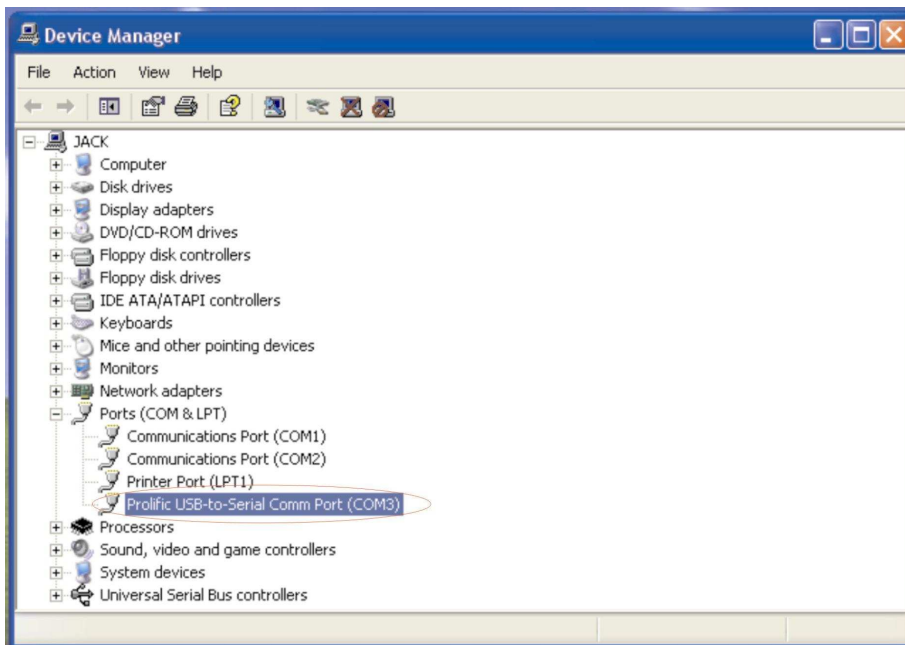 Device Manager
File Action View Help
JACK
Computer
Disk drives
Display adapters
DVD/CD-ROM drives
Floppy disk controllers
Floppy disk drives
IDE ATA/ATAPI controllers
Keyboards
Mice and other pointing devices
Monitors
Network adapters
Ports (COM & LPT)
Communications Port (COM1)
Communications Port (COM2)
Printer Port (LPT1)
Prolific USB-to-Serial Comm Port (COM3)
Processors
Sound, video and game controllers
System devices
Universal Serial Bus controllers